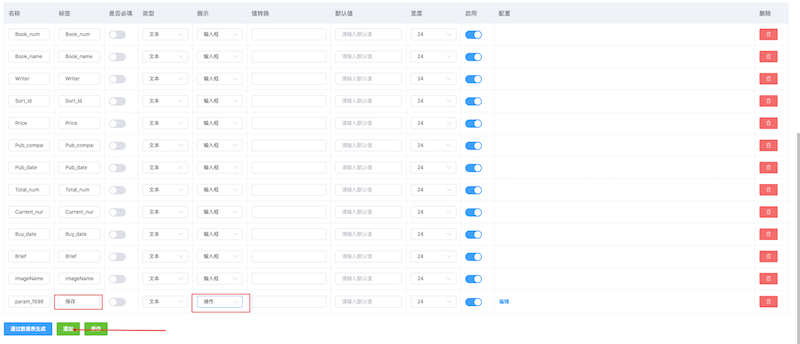 名称 标签 是否必填 类型 展示 值转换 默认值 宽度 启用 配置 删除
Book_num Book_num 文本 输入框 请输入默认值 24
Book_name Book_name 文本 输入框 请输入默认值 24
Writer Writer 文本 输入框 请输入默认值 24
Sort_id Sort_id 文本 输入框 请输入默认值 24
Price Price 文本 输入框 请输入默认值 24
Pub_compai Pub_compai 文本 输入框 请输入默认值 24
Pub_date Pub_date 文本 输入框 请输入默认值 24
Total_num Total_num 文本 输入框 请输入默认值 24
Current_nur Current_nur 文本 输入框 请输入默认值 24
Buy_date Buy_date 文本 输入框 请输入默认值 24
Brief Brief 文本 输入框 请输入默认值 24
imageName imageName 文本 输入框 请输入默认值 24
param_1698 保存 文本 操作 请输入默认值 24 编辑
通过数据表生成 追加 保存